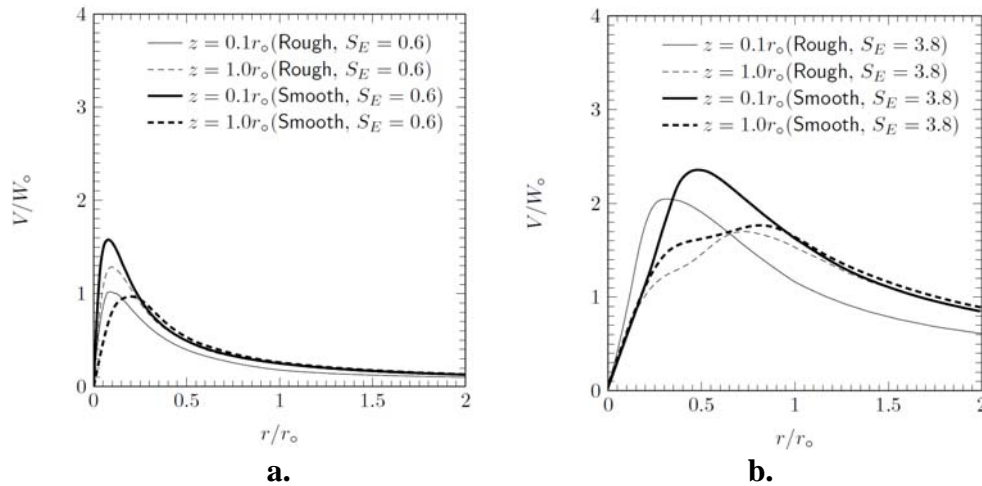 4
3
2
1
0
V/W∘
z = 0.1r∘(Rough, S_E = 0.6)
z = 1.0r∘(Rough, S_E = 0.6)
z = 0.1r∘(Smooth, S_E = 0.6)
z = 1.0r∘(Smooth, S_E = 0.6)
0 0.5 1 1.5 2
r/r∘
a.
4
3
2
1
0
V/W∘
z = 0.1r∘(Rough, S_E = 3.8)
z = 1.0r∘(Rough, S_E = 3.8)
z = 0.1r∘(Smooth, S_E = 3.8)
z = 1.0r∘(Smooth, S_E = 3.8)
0 0.5 1 1.5 2
r/r∘
b.